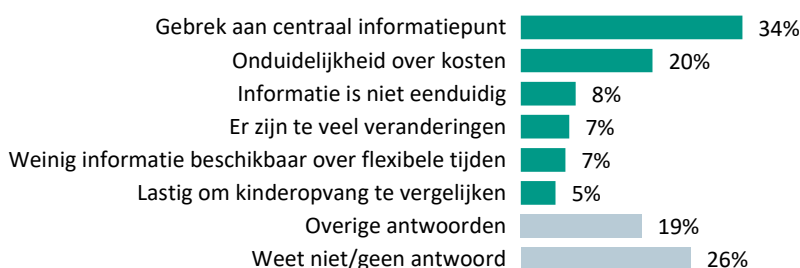 Gebrek aan centraal informatiepunt 34%
Onduidelijkheid over kosten 20%
Informatie is niet eenduidig 8%
Er zijn te veel veranderingen 7%
Weinig informatie beschikbaar over flexibele tijden 7%
Lastig om kinderopvang te vergelijken 5%
Overige antwoorden 19%
Weet niet/geen antwoord 26%